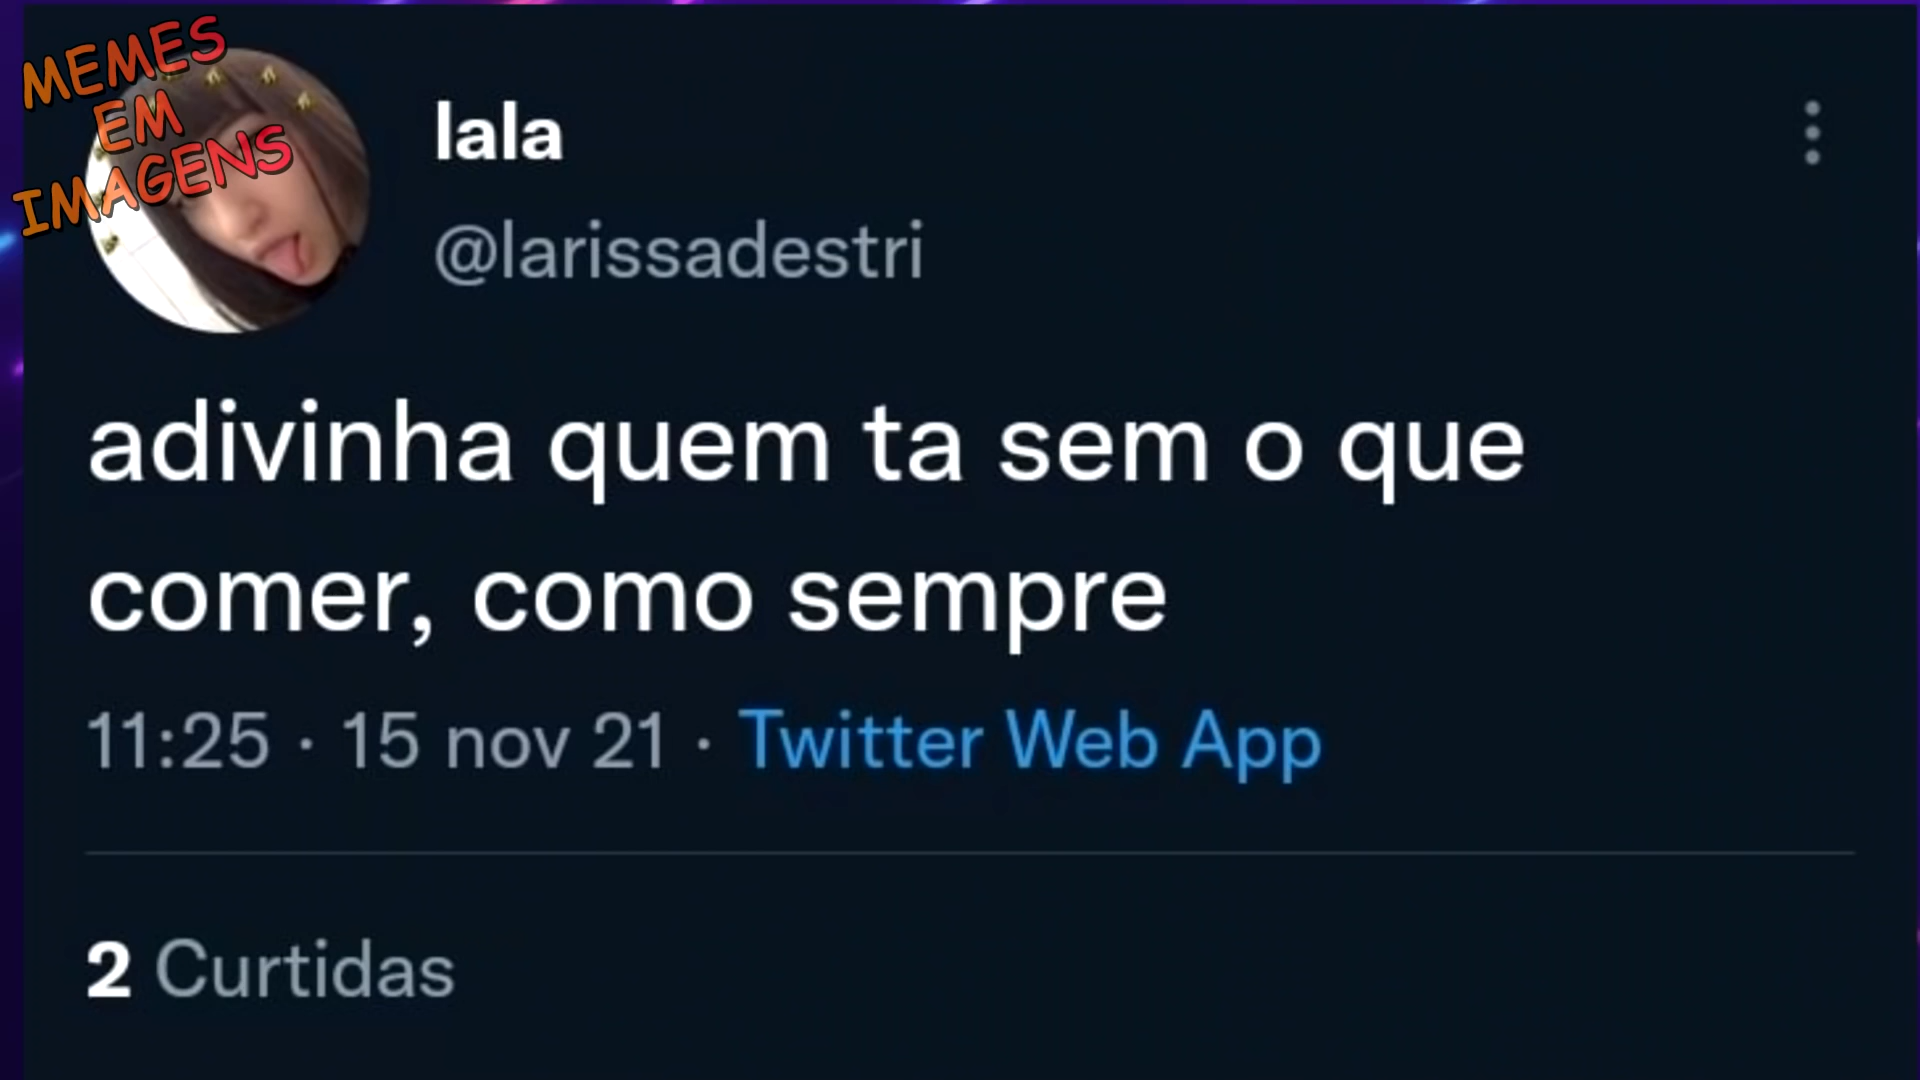 MEMES
EM
IMAGENS
lala
@larissadestri
adivinha quem ta sem o que
comer, como sempre
11:25 · 15 nov 21 · Twitter Web App
2 Curtidas